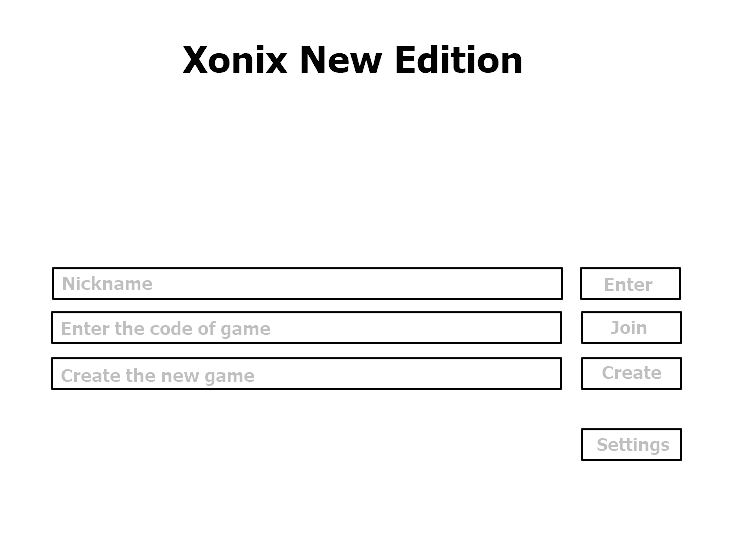 Xonix New Edition
Nickname
Enter
Enter the code of game
Join
Create the new game
Create
Settings